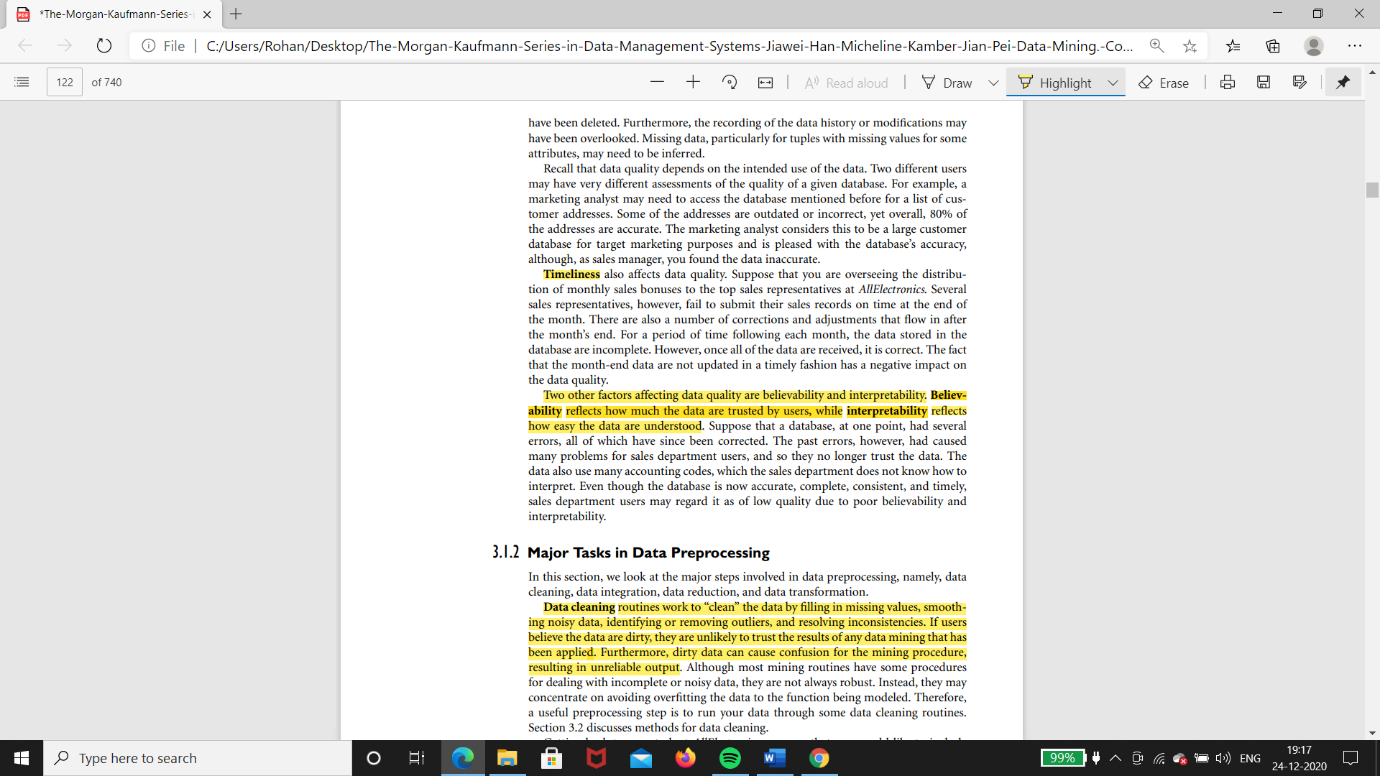 *The-Morgan-Kaufmann-Series-
File
C:/Users/Rohan/Desktop/The-Morgan-Kaufmann-Series-in-Data-Management-Systems-Jiawei-Han-Micheline-Kamber-Jian-Pei-Data-Mining.-Co...
122 of 740
Read aloud
Draw
Highlight
Erase
have been deleted. Furthermore, the recording of the data history or modifications may
have been overlooked. Missing data, particularly for tuples with missing values for some
attributes, may need to be inferred.
Recall that data quality depends on the intended use of the data. Two different users
may have very different assessments of the quality of a given database. For example, a
marketing analyst may need to access the database mentioned before for a list of cus-
tomer addresses. Some of the addresses are outdated or incorrect, yet overall, 80% of
the addresses are accurate. The marketing analyst considers this to be a large customer
database for target marketing purposes and is pleased with the database's accuracy,
although, as sales manager, you found the data inaccurate.
Timeliness also affects data quality. Suppose that you are overseeing the distribu-
tion of monthly sales bonuses to the top sales representatives at AllElectronics. Several
sales representatives, however, fail to submit their sales records on time at the end of
the month. There are also a number of corrections and adjustments that flow in after
the month's end. For a period of time following each month, the data stored in the
database are incomplete. However, once all of the data are received, it is correct. The fact
that the month-end data are not updated in a timely fashion has a negative impact on
the data quality.
Two other factors affecting data quality are believability and interpretability. Believ-
ability reflects how much the data are trusted by users, while interpretability reflects
how easy the data are understood. Suppose that a database, at one point, had several
errors, all of which have since been corrected. The past errors, however, had caused
many problems for sales department users, and so they no longer trust the data. The
data also use many accounting codes, which the sales department does not know how to
interpret. Even though the database is now accurate, complete, consistent, and timely,
sales department users may regard it as of low quality due to poor believability and
interpretability.
3.1.2 Major Tasks in Data Preprocessing
In this section, we look at the major steps involved in data preprocessing, namely, data
cleaning, data integration, data reduction, and data transformation.
Data cleaning routines work to “clean” the data by filling in missing values, smooth-
ing noisy data, identifying or removing outliers, and resolving inconsistencies. If users
believe the data are dirty, they are unlikely to trust the results of any data mining that has
been applied. Furthermore, dirty data can cause confusion for the mining procedure,
resulting in unreliable output. Although most mining routines have some procedures
for dealing with incomplete or noisy data, they are not always robust. Instead, they may
concentrate on avoiding overfitting the data to the function being modeled. Therefore,
a useful preprocessing step is to run your data through some data cleaning routines.
Section 3.2 discusses methods for data cleaning.
Type here to search
99%
ENG
19:17
24-12-2020